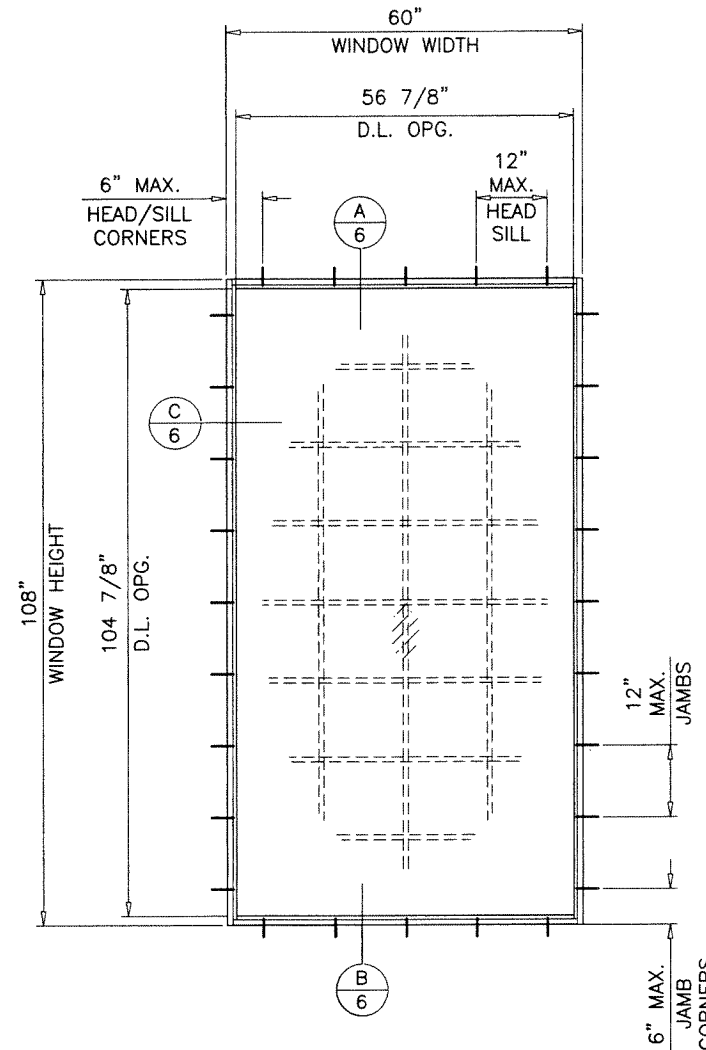 60"
WINDOW WIDTH
56 7/8"
D.L. OPG.
6" MAX.
HEAD/SILL
CORNERS
12"
MAX.
HEAD
SILL
A
6
C
6
108"
WINDOW HEIGHT
104 7/8"
D.L. OPG.
12"
MAX.
JAMBS
B
6
6" MAX.
JAMB
CORNERS